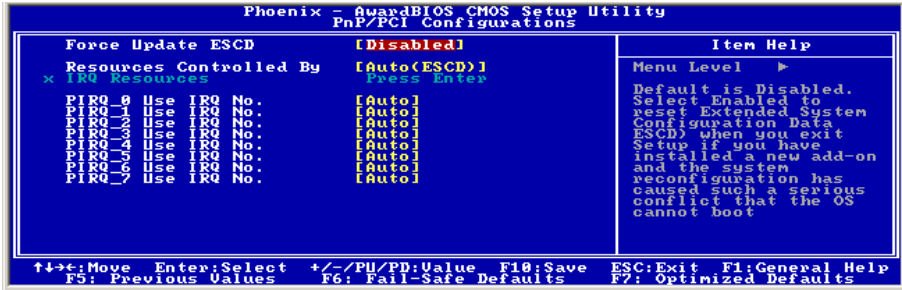 Phoenix - AwardBIOS CMOS Setup Utility
PnP/PCI Configurations
Force Update ESCD [Disabled]
Resources Controlled By [Auto(ESCD)]
x IRQ Resources Press Enter
PIRQ_0 Use IRQ No. [Auto]
PIRQ_1 Use IRQ No. [Auto]
PIRQ_2 Use IRQ No. [Auto]
PIRQ_3 Use IRQ No. [Auto]
PIRQ_4 Use IRQ No. [Auto]
PIRQ_5 Use IRQ No. [Auto]
PIRQ_6 Use IRQ No. [Auto]
PIRQ_7 Use IRQ No. [Auto]
Item Help
Menu Level ►
Default is Disabled.
Select Enabled to
reset Extended System
Configuration Data
ESCD) when you exit
Setup if you have
installed a new add-on
and the system
reconfiguration has
caused such a serious
conflict that the OS
cannot boot
↑↓→←:Move Enter:Select +/-/PU/PD:Value F10:Save ESC:Exit F1:General Help
F5: Previous Values F6: Fail-Safe Defaults F7: Optimized Defaults